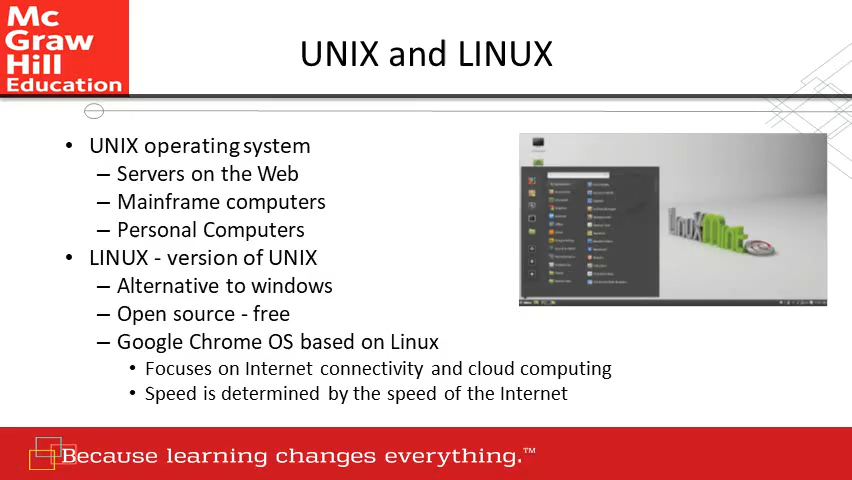 Mc
Graw
Hill
Education
UNIX and LINUX
• UNIX operating system
– Servers on the Web
– Mainframe computers
– Personal Computers
• LINUX - version of UNIX
– Alternative to windows
– Open source - free
– Google Chrome OS based on Linux
• Focuses on Internet connectivity and cloud computing
• Speed is determined by the speed of the Internet
Because learning changes everything.™